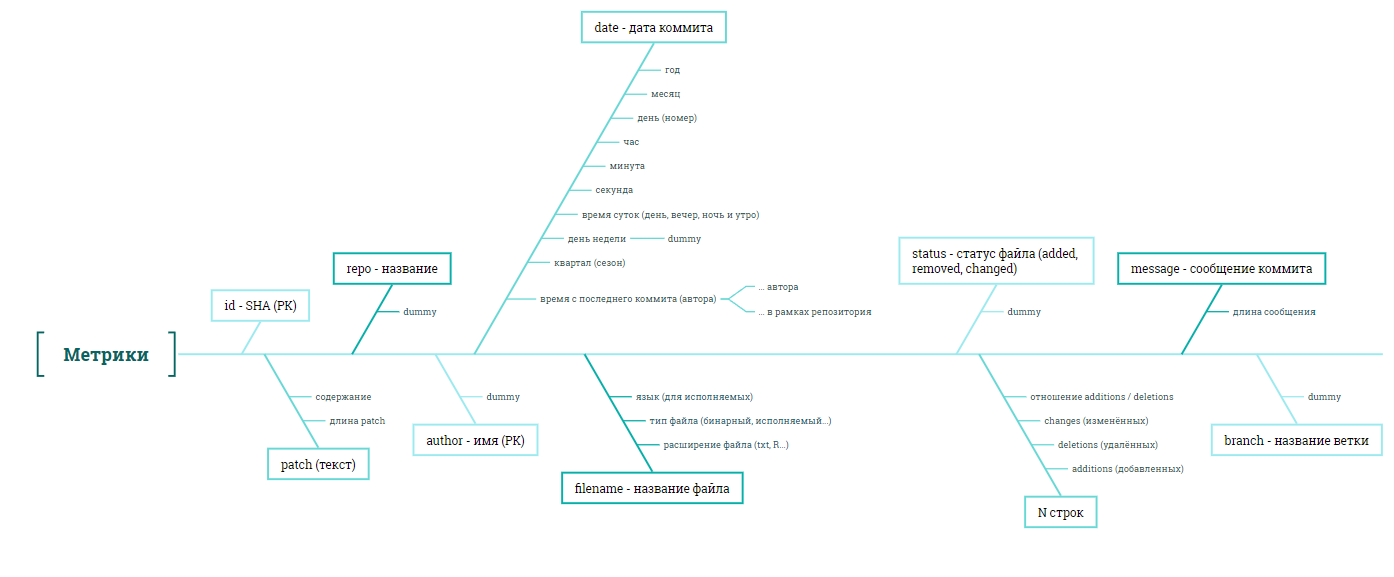 date - дата коммита
год
месяц
день (номер)
час
минута
секунда
время суток (день, вечер, ночь и утро)
день недели
dummy
квартал (сезон)
время с последнего коммита (автора)
... автора
... в рамках репозитория
status - статус файла (added,
removed, changed)
dummy
message - сообщение коммита
длина сообщения
repo - название
dummy
id - SHA (PK)
Метрики
содержание
длина patch
patch (текст)
dummy
author - имя (PK)
язык (для исполняемых)
тип файла (бинарный, исполняемый...)
расширение файла (txt, R...)
filename - название файла
отношение additions / deletions
changes (изменённых)
deletions (удалённых)
additions (добавленных)
N строк
dummy
branch - название ветки